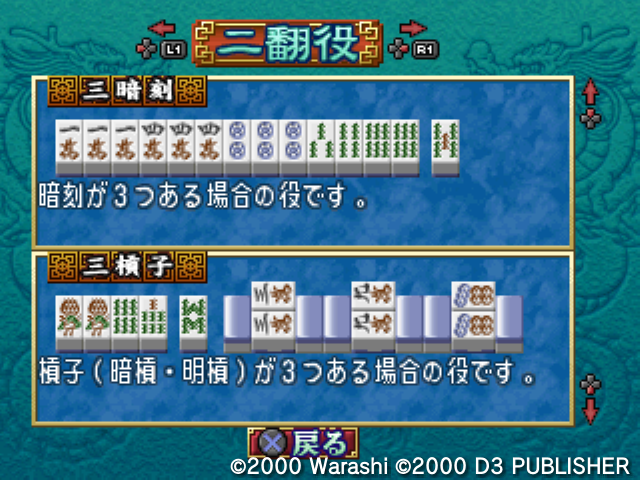 L1 二翻役 R1
三暗刻
暗刻が3つある場合の役です。
三槓子
槓子(暗槓・明槓)が3つある場合の役です。
戻る
©2000 Warashi ©2000 D3 PUBLISHER